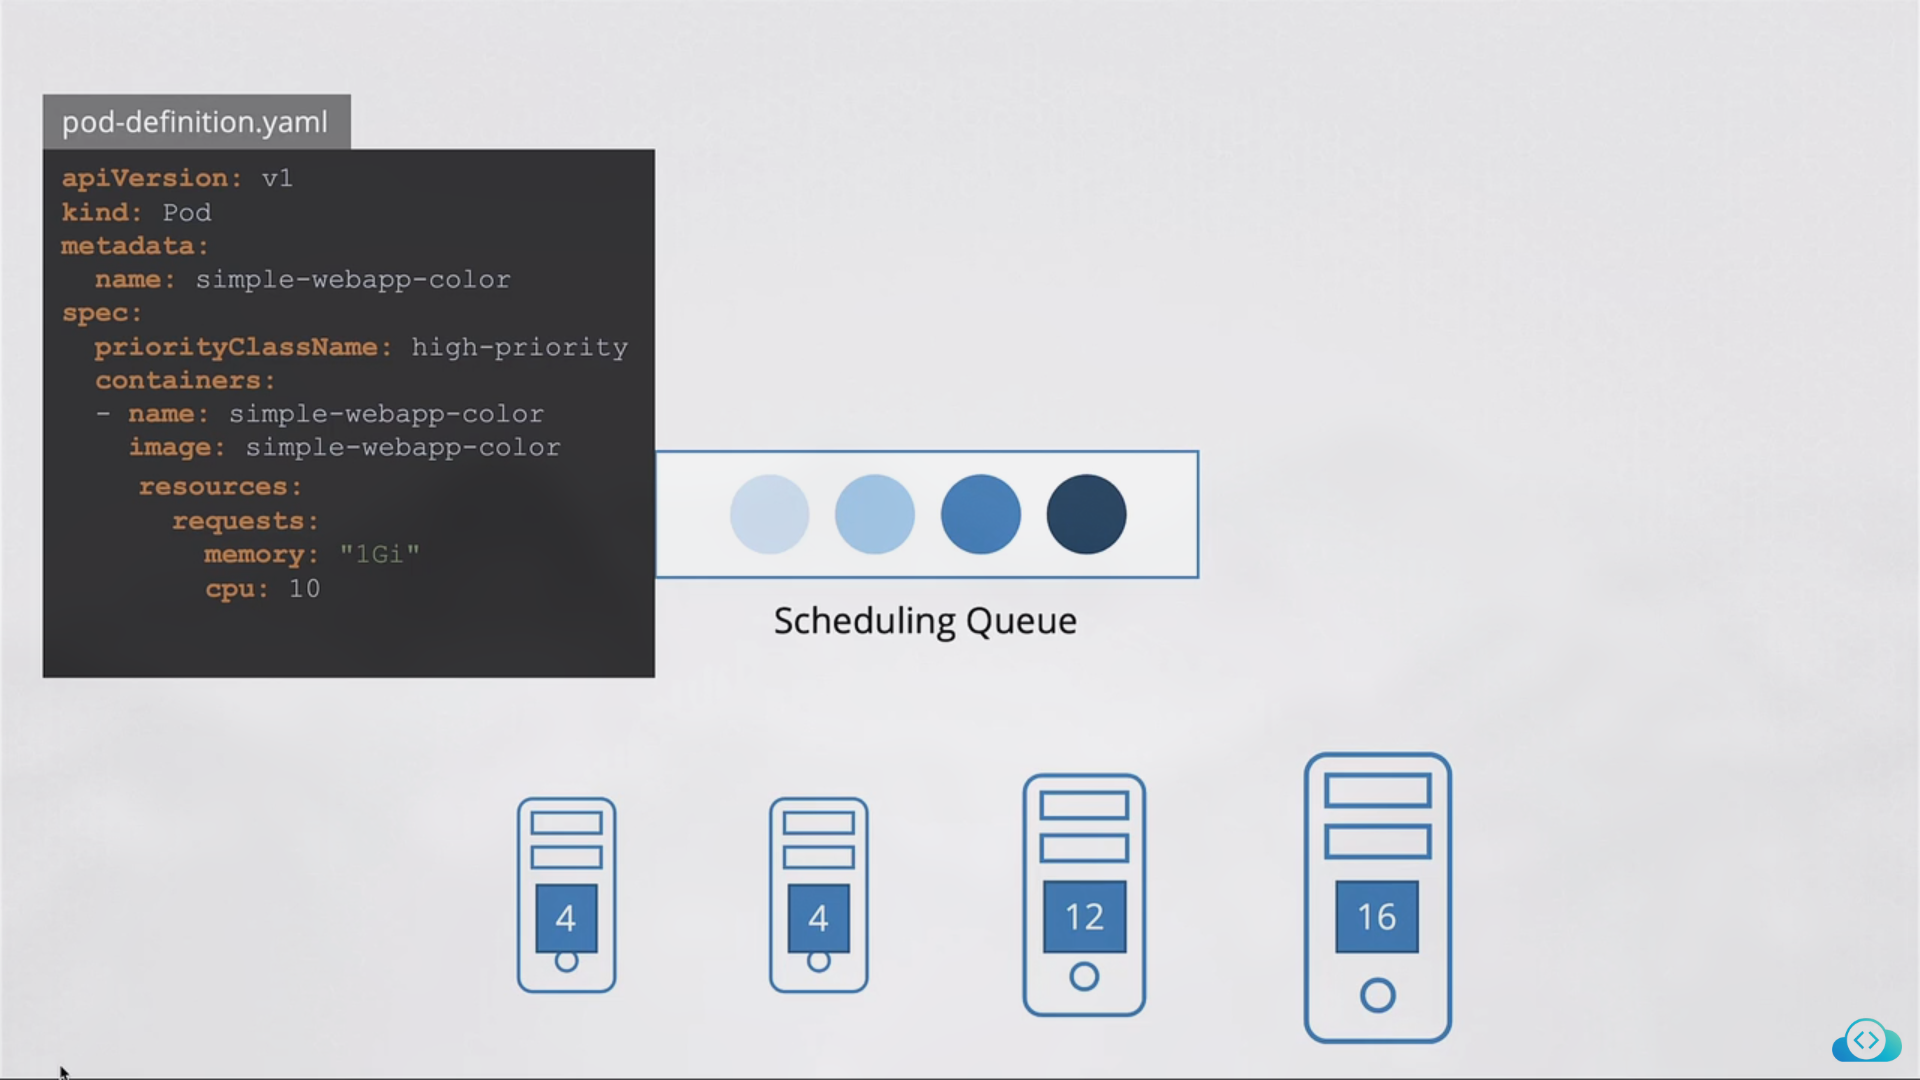 pod-definition.yaml
apiVersion: v1
kind: Pod
metadata:
  name: simple-webapp-color
spec:
  priorityClassName: high-priority
  containers:
  - name: simple-webapp-color
    image: simple-webapp-color
    resources:
      requests:
        memory: "1Gi"
        cpu: 10
Scheduling Queue
4
4
12
16